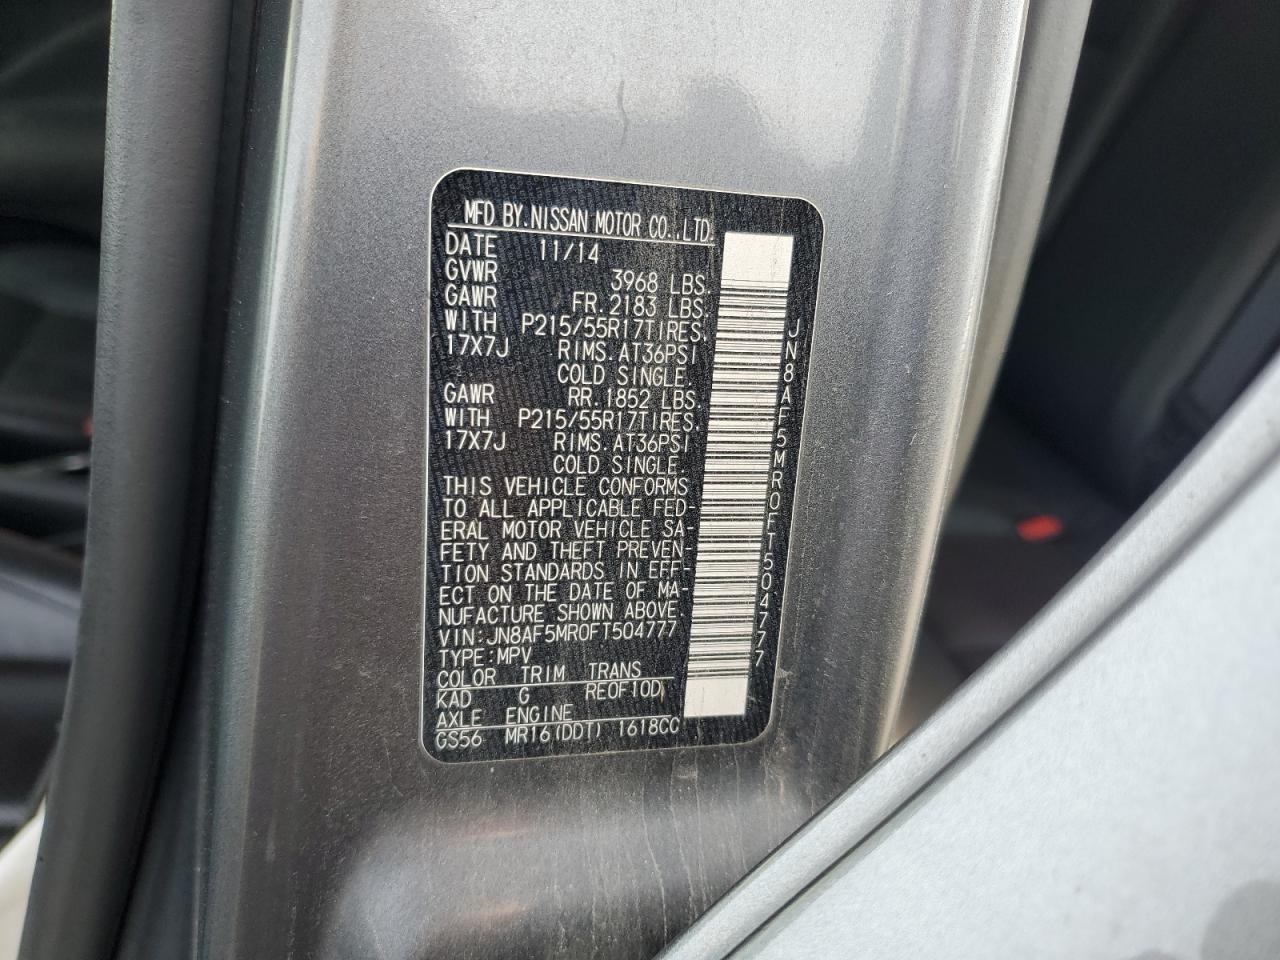 MFD BY.NISSAN MOTOR CO.,LTD.
DATE 11/14
GVWR 3968 LBS.
GAWR FR.2183 LBS.
WITH P215/55R17TIRES.
17X7J RIMS.AT36PSI
COLD SINGLE.
GAWR RR.1852 LBS.
WITH P215/55R17TIRES.
17X7J RIMS.AT36PSI
COLD SINGLE.
THIS VEHICLE CONFORMS
TO ALL APPLICABLE FED-
ERAL MOTOR VEHICLE SA-
FETY AND THEFT PREVEN-
TION STANDARDS IN EFF-
ECT ON THE DATE OF MA-
NUFACTURE SHOWN ABOVE.
VIN:JN8AF5MR0FT504777
TYPE:MPV
COLOR TRIM TRANS
KAD G RE0F10D
AXLE ENGINE
GS56 MR16(DDT) 1618CC
JN8AF5MR0FT504777